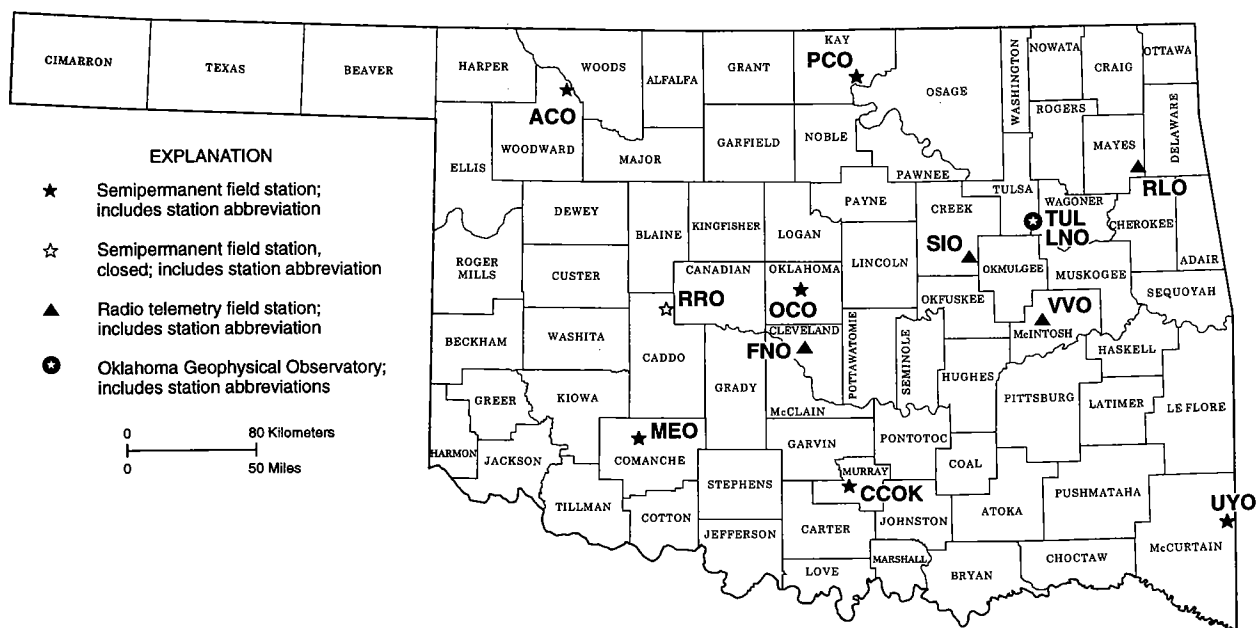 CIMARRON
TEXAS
BEAVER
HARPER
WOODS
ALFALFA
GRANT
KAY
PCO
OSAGE
WASHINGTON
NOWATA
CRAIG
OTTAWA
ROGERS
MAYES
DELAWARE
RLO
ACO
WOODWARD
MAJOR
GARFIELD
NOBLE
PAWNEE
ELLIS
EXPLANATION
Semipermanent field station;
includes station abbreviation
Semipermanent field station,
closed; includes station abbreviation
Radio telemetry field station;
includes station abbreviation
Oklahoma Geophysical Observatory;
includes station abbreviations
0 80 Kilometers
0 50 Miles
DEWEY
BLAINE
KINGFISHER
LOGAN
PAYNE
CREEK
TULSA
WAGONER
TUL
LNO
CHEROKEE
ADAIR
ROGER
MILLS
CUSTER
CANADIAN
RRO
OKLAHOMA
OCO
LINCOLN
SIO
OKMULGEE
MUSKOGEE
SEQUOYAH
OKFUSKEE
VVO
McINTOSH
BECKHAM
WASHITA
CADDO
CLEVELAND
FNO
POTTAWATOMIE
SEMINOLE
HUGHES
HASKELL
PITTSBURG
LATIMER
LE FLORE
GREER
KIOWA
GRADY
McCLAIN
HARMON
JACKSON
MEO
COMANCHE
GARVIN
PONTOTOC
COAL
TILLMAN
COTTON
STEPHENS
MURRAY
CCOK
CARTER
JOHNSTON
ATOKA
PUSHMATAHA
UYO
McCURTAIN
JEFFERSON
LOVE
MARSHALL
BRYAN
CHOCTAW